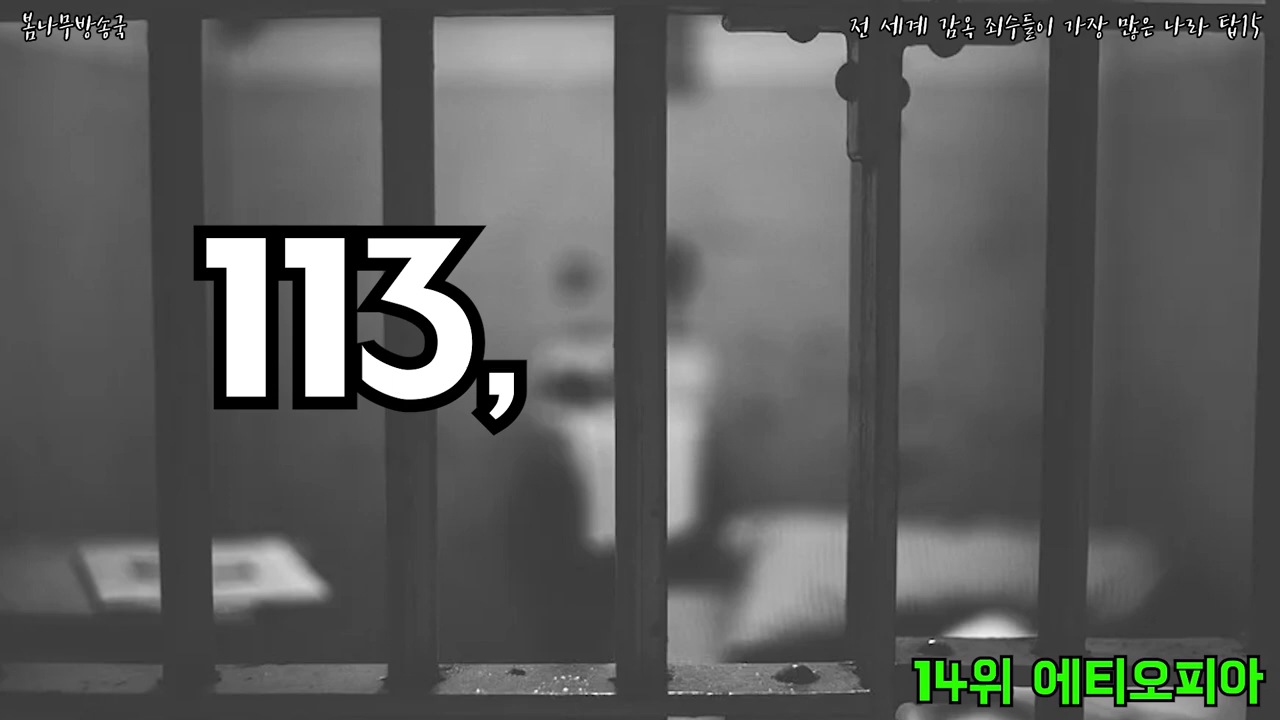 봄나무방송국
전 세계 감옥 죄수들이 가장 많은 나라 탑15
113,
14위 에티오피아